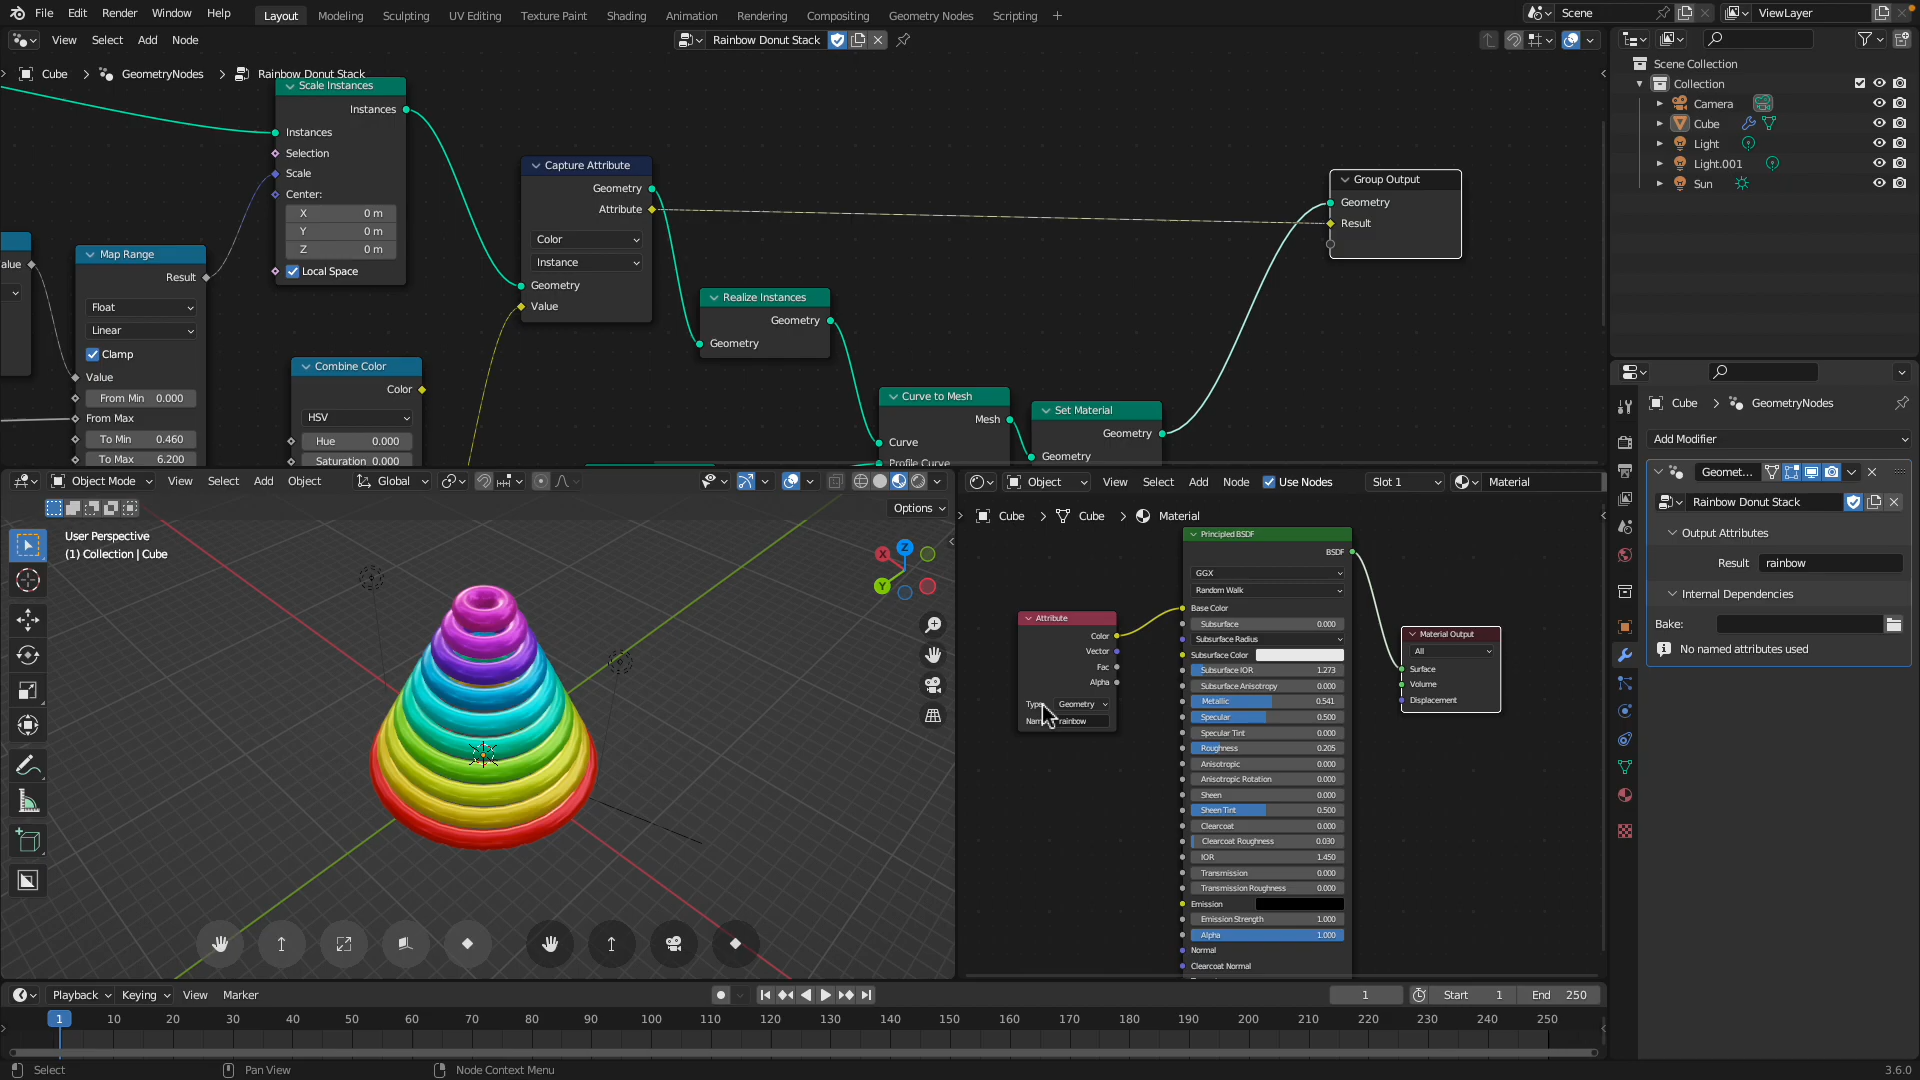 File Edit Render Window Help
Layout Modeling Sculpting UV Editing Texture Paint Shading Animation Rendering Compositing Geometry Nodes Scripting +
Scene
ViewLayer
View Select Add Node
Rainbow Donut Stack
Cube > GeometryNodes > Rainbow Donut Stack
Scale Instances
Instances
Instances
Selection
Scale
Center:
X 0 m
Y 0 m
Z 0 m
Local Space
alue
Map Range
Result
Float
Linear
Clamp
Value
From Min 0.000
From Max
To Min 0.460
To Max 6.200
Combine Color
Color
HSV
Hue 0.000
Saturation 0.000
Capture Attribute
Geometry
Attribute
Color
Instance
Geometry
Value
Realize Instances
Geometry
Geometry
Curve to Mesh
Mesh
Curve
Profile Curve
Set Material
Geometry
Geometry
Group Output
Geometry
Result
Scene Collection
Collection
Camera
Cube
Light
Light.001
Sun
Cube > GeometryNodes
Add Modifier
Geomet...
Rainbow Donut Stack
Output Attributes
Result rainbow
Internal Dependencies
Bake:
No named attributes used
Object Mode View Select Add Object Global
Options
User Perspective
(1) Collection | Cube
X
Z
Y
Object View Select Add Node Use Nodes Slot 1 Material
Cube > Cube > Material
Attribute
Color
Vector
Fac
Alpha
Type Geometry
rainbow
Principled BSDF
BSDF
GGX
Random Walk
Base Color
Subsurface 0.000
Subsurface Radius
Subsurface Color
Subsurface IOR 1.273
Subsurface Anisotropy 0.000
Metallic 0.541
Specular 0.500
Specular Tint 0.000
Roughness 0.205
Anisotropic 0.000
Anisotropic Rotation 0.000
Sheen 0.000
Sheen Tint 0.500
Clearcoat 0.000
Clearcoat Roughness 0.030
IOR 1.450
Transmission 0.000
Transmission Roughness 0.000
Emission
Emission Strength 1.000
Alpha 1.000
Normal
Clearcoat Normal
Material Output
All
Surface
Volume
Displacement
Playback Keying View Marker
1 Start 1 End 250
1 10 20 30 40 50 60 70 80 90 100 110 120 130 140 150 160 170 180 190 200 210 220 230 240 250
Select Pan View Node Context Menu 3.6.0